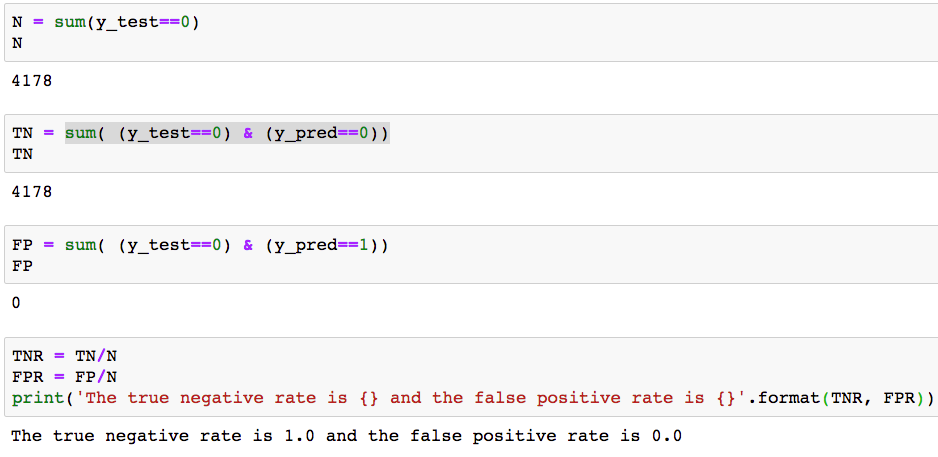 N = sum(y_test==0)
N
4178
TN = sum( (y_test==0) & (y_pred==0))
TN
4178
FP = sum( (y_test==0) & (y_pred==1))
FP
0
TNR = TN/N
FPR = FP/N
print('The true negative rate is {} and the false positive rate is {}'.format(TNR, FPR))
The true negative rate is 1.0 and the false positive rate is 0.0